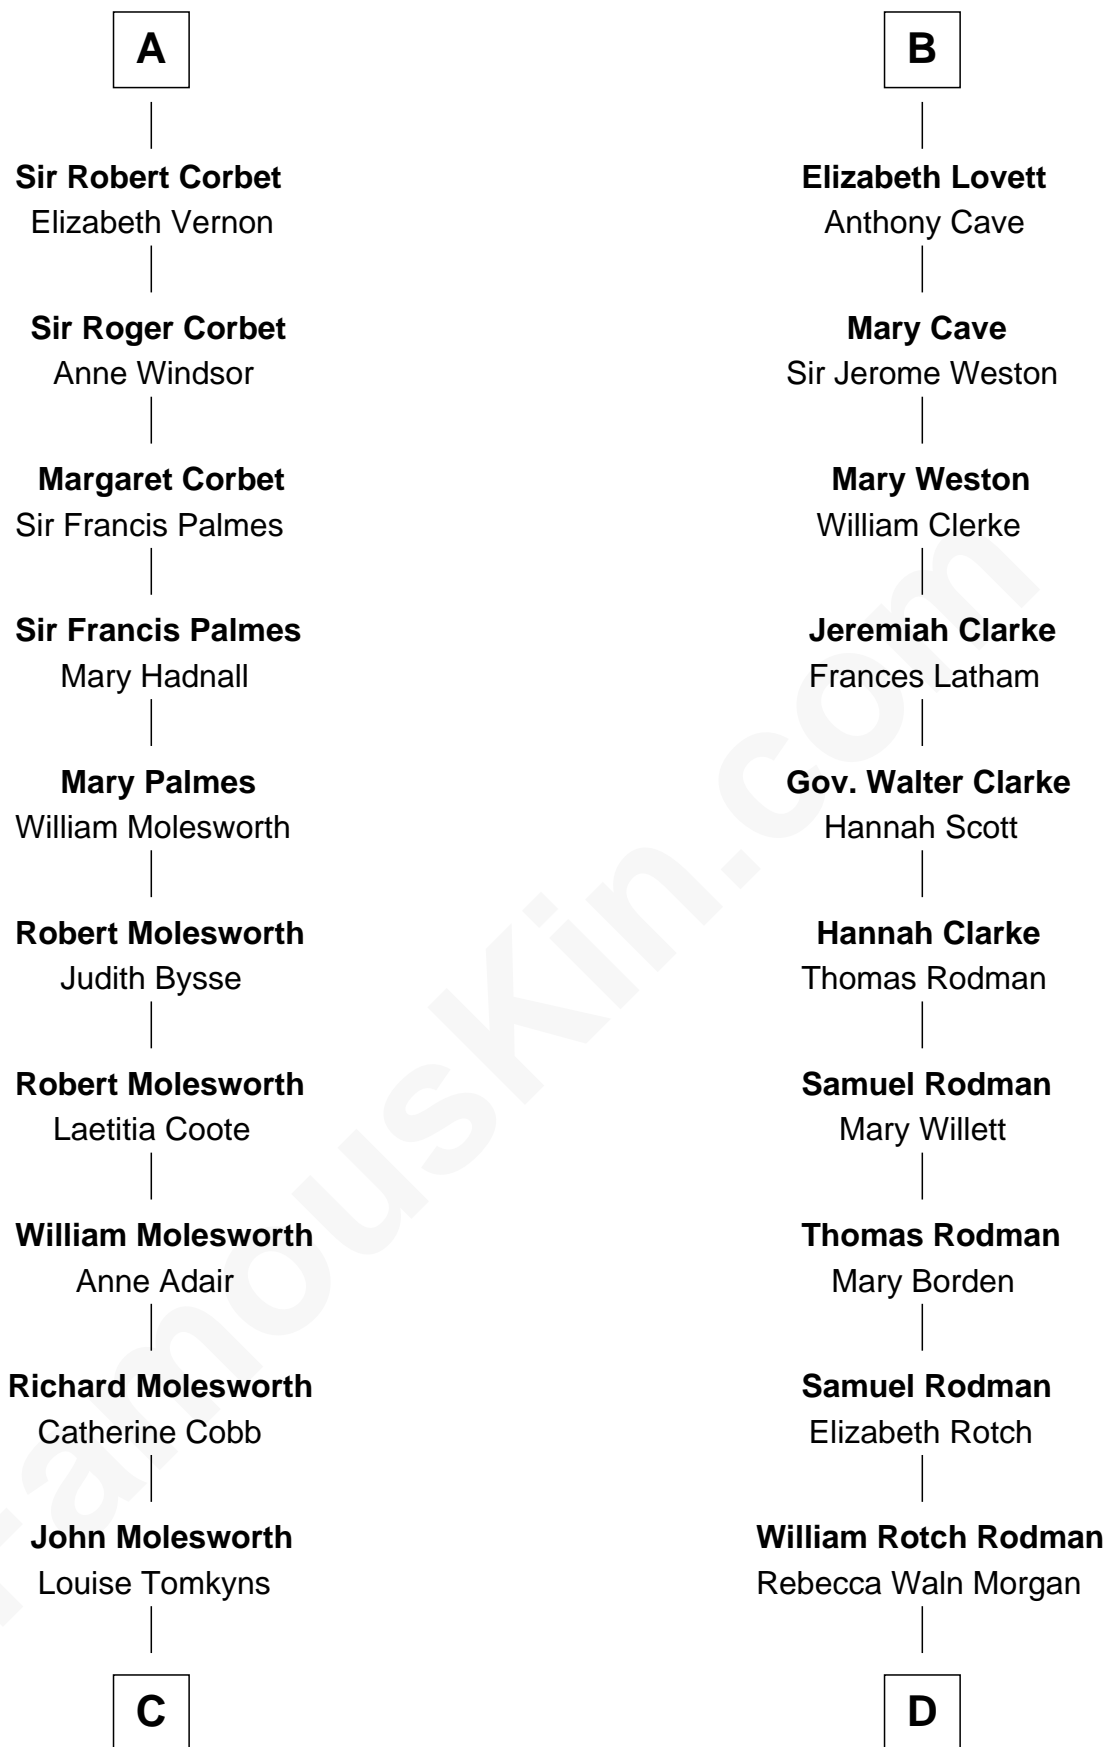 A
Sir Robert Corbet
Elizabeth Vernon
Sir Roger Corbet
Anne Windsor
Margaret Corbet
Sir Francis Palmes
Sir Francis Palmes
Mary Hadnall
Mary Palmes
William Molesworth
Robert Molesworth
Judith Bysse
Robert Molesworth
Laetitia Coote
William Molesworth
Anne Adair
Richard Molesworth
Catherine Cobb
John Molesworth
Louise Tomkyns
C
B
Elizabeth Lovett
Anthony Cave
Mary Cave
Sir Jerome Weston
Mary Weston
William Clerke
Jeremiah Clarke
Frances Latham
Gov. Walter Clarke
Hannah Scott
Hannah Clarke
Thomas Rodman
Samuel Rodman
Mary Willett
Thomas Rodman
Mary Borden
Samuel Rodman
Elizabeth Rotch
William Rotch Rodman
Rebecca Waln Morgan
D
FamousKin.com